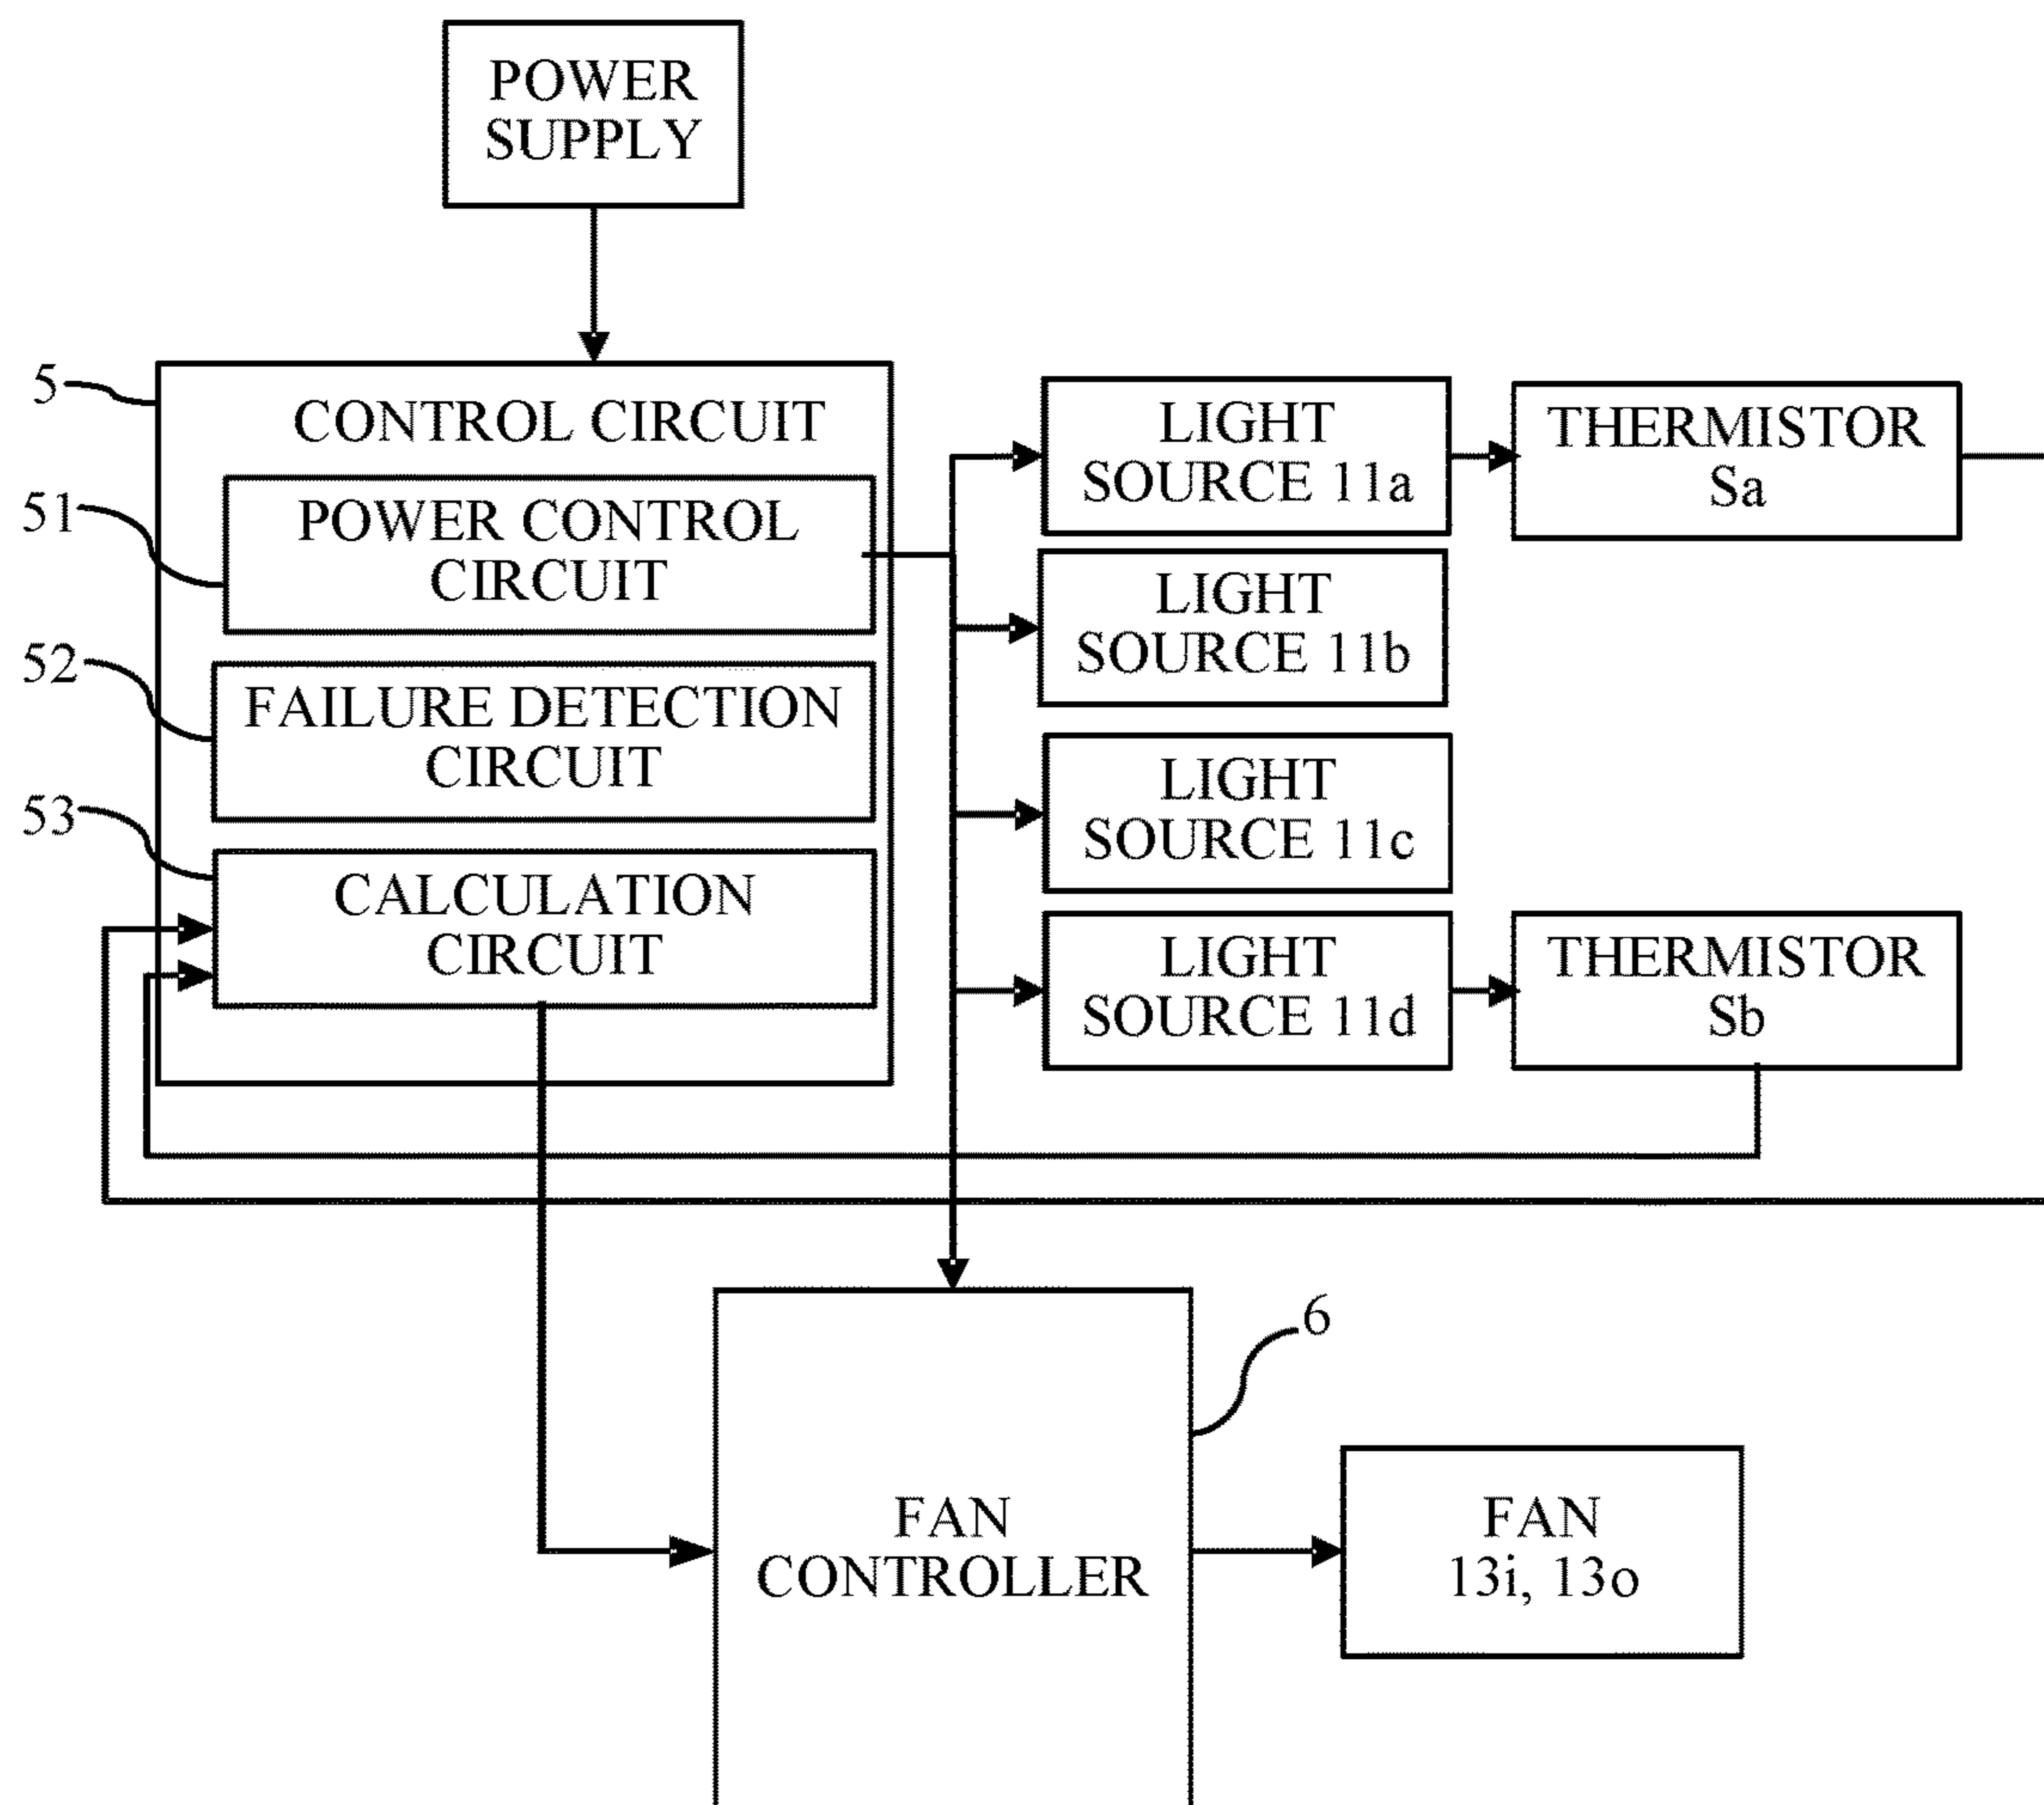 POWER
SUPPLY
5
CONTROL CIRCUIT
51
POWER CONTROL
CIRCUIT
52
FAILURE DETECTION
CIRCUIT
53
CALCULATION
CIRCUIT
LIGHT
SOURCE 11a
THERMISTOR
Sa
LIGHT
SOURCE 11b
LIGHT
SOURCE 11c
LIGHT
SOURCE 11d
THERMISTOR
Sb
6
FAN
CONTROLLER
FAN
13i, 13o